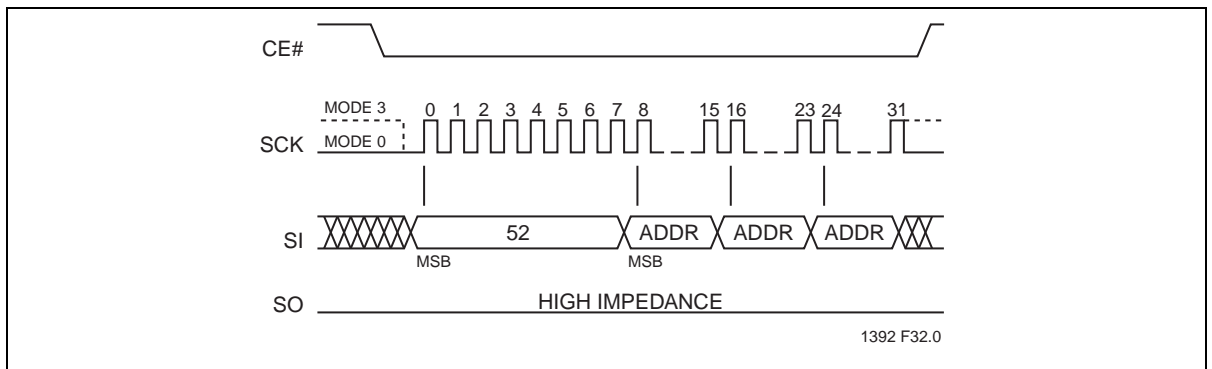 CE#
MODE 3 0 1 2 3 4 5 6 7 8 15 16 23 24 31
SCK MODE 0
SI 52 ADDR ADDR ADDR
MSB MSB
SO HIGH IMPEDANCE
1392 F32.0